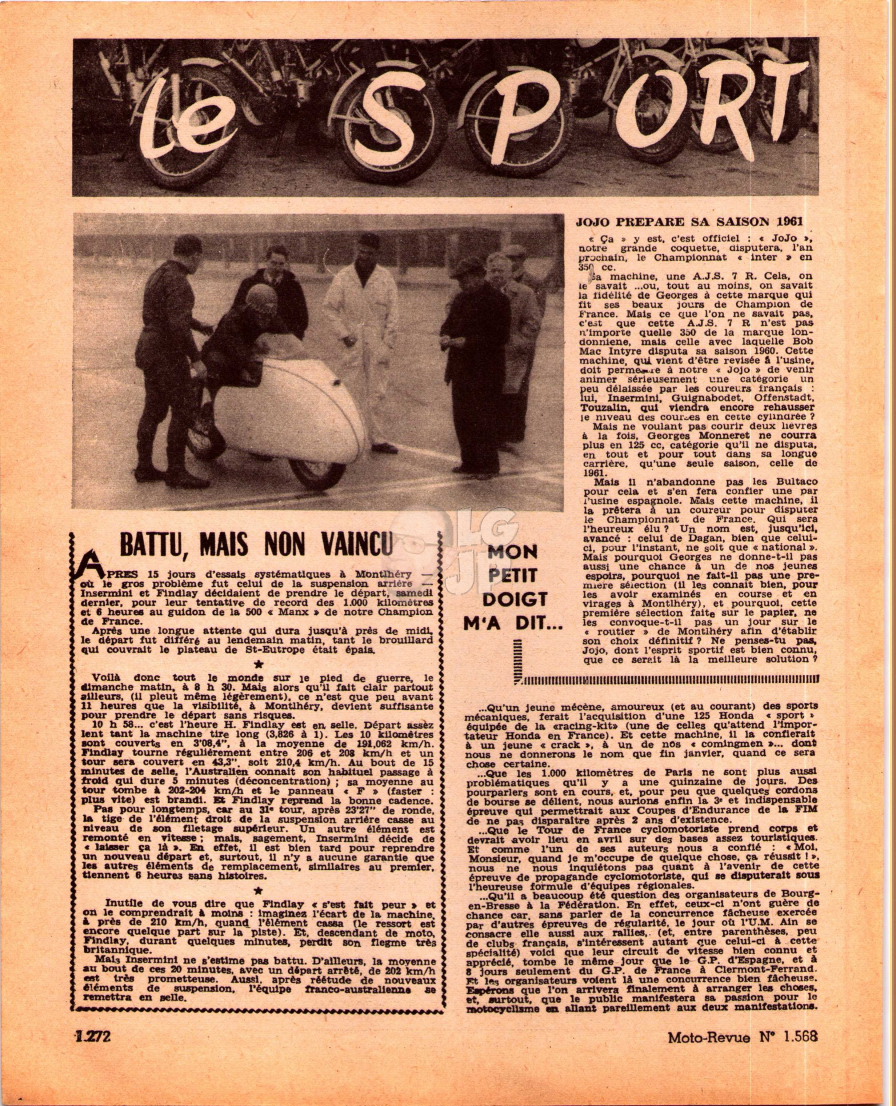 le SPORT
JOJO PREPARE SA SAISON 1961
« Ça » y est, c'est officiel : « JoJo »,
notre grande coquette, disputera, l'an
prochain, le Championnat « inter » en
350 cc.
Sa machine, une A.J.S. 7 R. Cela, on
le savait ...ou, tout au moins, on savait
la fidélité de Georges à cette marque qui
fit ses beaux jours de Champion de
France. Mais ce que l'on ne savait pas,
c'est que cette A.J.S. 7 R n'est pas
n'importe quelle 350 de la marque lon-
donniene, mais celle avec laquelle Bob
Mac Intyre disputa sa saison 1960. Cette
machine, qui vient d'être revisée à l'usine,
doit permettre à notre « Jojo » de venir
animer sérieusement une catégorie un
peu délaissée par les coureurs français :
lui, Insermini, Guignabodet, Offenstadt,
Touzalin, qui viendra encore rehausser
le niveau des courses en cette cylindrée ?
Mais ne voulant pas courir deux lièvres
à la fois, Georges Monneret ne courra
plus en 125 cc, catégorie qu'il ne disputa,
en tout et pour tout dans sa longue
carrière, qu'une seule saison, celle de
1961.
Mais il n'abandonne pas les Bultaco
pour cela et s'en fera confier une par
l'usine espagnole. Mais cette machine, il
la prêtera à un coureur pour disputer
le Championnat de France. Qui sera
l'heureux élu ? Un nom est, jusqu'ici,
avancé : celui de Dagan, bien que celui-
ci, pour l'instant, ne soit que « national ».
Mais pourquoi Georges ne donne-t-il pas
aussi une chance à un de nos jeunes
espoirs, pourquoi ne fait-il pas une pre-
mière sélection (il les connaît bien, pour
les avoir examinés en course et en
virages à Montlhéry), et pourquoi, cette
première sélection faite sur le papier, ne
les convoque-t-il pas un jour sur le
« routier » de Montlhéry afin d'établir
son choix définitif ? Ne penses-tu pas,
Jojo, dont l'esprit sportif est bien connu,
que ce serait là la meilleure solution ?
BATTU, MAIS NON VAINCU
APRES 15 jours d'essais systématiques à Montlhéry
où le gros problème fut celui de la suspension arrière —
Insermini et Findlay décidaient de prendre le départ, samedi
dernier, pour leur tentative de record des 1.000 kilomètres
et 6 heures au guidon de la 500 « Manx » de notre Champion
de France.
Après une longue attente qui dura jusqu'à près de midi,
le départ fut différé au lendemain matin, tant le brouillard
qui couvrait le plateau de St-Eutrope était épais.
★
Voilà donc tout le monde sur le pied de guerre, le
dimanche matin, à 8 h 30. Mais alors qu'il fait clair partout
ailleurs, (il pleut même légèrement), ce n'est que peu avant
11 heures que la visibilité, à Montlhéry, devient suffisante
pour prendre le départ sans risques.
10 h 58... c'est l'heure H. Findlay est en selle. Départ assez
lent tant la machine tire long (3,826 à 1). Les 10 kilomètres
sont couverts en 3'08,4", à la moyenne de 191,062 km/h.
Findlay tourne régulièrement entre 206 et 208 km/h et un
tour sera couvert en 43,3", soit 210,4 km/h. Au bout de 15
minutes de selle, l'Australien connaît son habituel passage à
froid qui dure 5 minutes (déconcentration) ; sa moyenne au
tour tombe à 202-204 km/h et le panneau « F » (faster :
plus vite) est brandi. Et Findlay reprend la bonne cadence.
Pas pour longtemps, car au 31e tour, après 23'27" de ronde,
la tige de l'élément droit de la suspension arrière casse au
niveau de son filetage supérieur. Un autre élément est
remonté en vitesse ; mais, sagement, Insermini décide de
« laisser ça là ». En effet, il est bien tard pour reprendre
un nouveau départ et, surtout, il n'y a aucune garantie que
les autres éléments de remplacement, similaires au premier,
tiennent 6 heures sans histoires.
★
Inutile de vous dire que Findlay « s'est fait peur » et
on le comprendrait à moins : imaginez l'écart de la machine,
à près de 210 km/h, quand l'élément cassa (le ressort est
encore quelque part sur la piste). Et, descendant de moto,
Findlay, durant quelques minutes, perdit son flegme très
britannique.
Mais Insermini ne s'estime pas battu. D'ailleurs, la moyenne
au bout de ces 20 minutes, avec un départ arrêté, de 202 km/h
est très prometteuse. Aussi, après réétude de nouveaux
éléments de suspension, l'équipe franco-australienne se
remettra en selle.
MON
PETIT
DOIGT
M'A DIT...
...Qu'un jeune mécène, amoureux (et au courant) des sports
mécaniques, ferait l'acquisition d'une 125 Honda « sport »
équipée de la «racing-kits» (une de celles qu'attend l'impor-
tateur Honda en France). Et cette machine, il la confierait
à un jeune « crack », à un de nos « comingmen »... dont
nous ne donnerons le nom que fin janvier, quand ce sera
chose certaine.
...Que les 1.000 kilomètres de Paris ne sont plus aussi
problématiques qu'il y a une quinzaine de jours. Des
pourparlers sont en cours, et, pour peu que quelques cordons
de bourse se délient, nous aurions enfin la 3e et indispensable
épreuve qui permettrait aux Coupes d'Endurance de la FIM
de ne pas disparaître après 2 ans d'existence.
...Que le Tour de France cyclomotoriste prend corps et
devrait avoir lieu en avril sur des bases assez touristiques.
Et comme l'un de ses auteurs nous a confié : « Moi,
Monsieur, quand je m'occupe de quelque chose, ça réussit ! »,
nous ne nous inquiétons pas quant à l'avenir de cette
épreuve de propagande cyclomotoriste, qui se disputerait sous
l'heureuse formule d'équipes régionales.
...Qu'il a beaucoup été question des organisateurs de Bourg-
en-Bresse à la Fédération. En effet, ceux-ci n'ont guère de
chance car, sans parler de la concurrence fâcheuse exercée
par d'autres épreuves de régularité, le jour où l'U.M. Ain se
consacre elle aussi aux rallies, (et, entre parenthèses, peu
de clubs français, s'intéressent autant que celui-ci à cette
spécialité) voici que leur circuit de vitesse bien connu et
apprécié, tombe le même jour que le G.P. d'Espagne, et à
8 jours seulement du G.P. de France à Clermont-Ferrand.
Et les organisateurs voient là une concurrence bien fâcheuse.
Espérons que l'on arrivera finalement à arranger les choses,
et, surtout, que le public manifestera sa passion pour le
motocyclisme en allant pareillement aux deux manifestations.
1.272
Moto-Revue N° 1.568
LG
JP